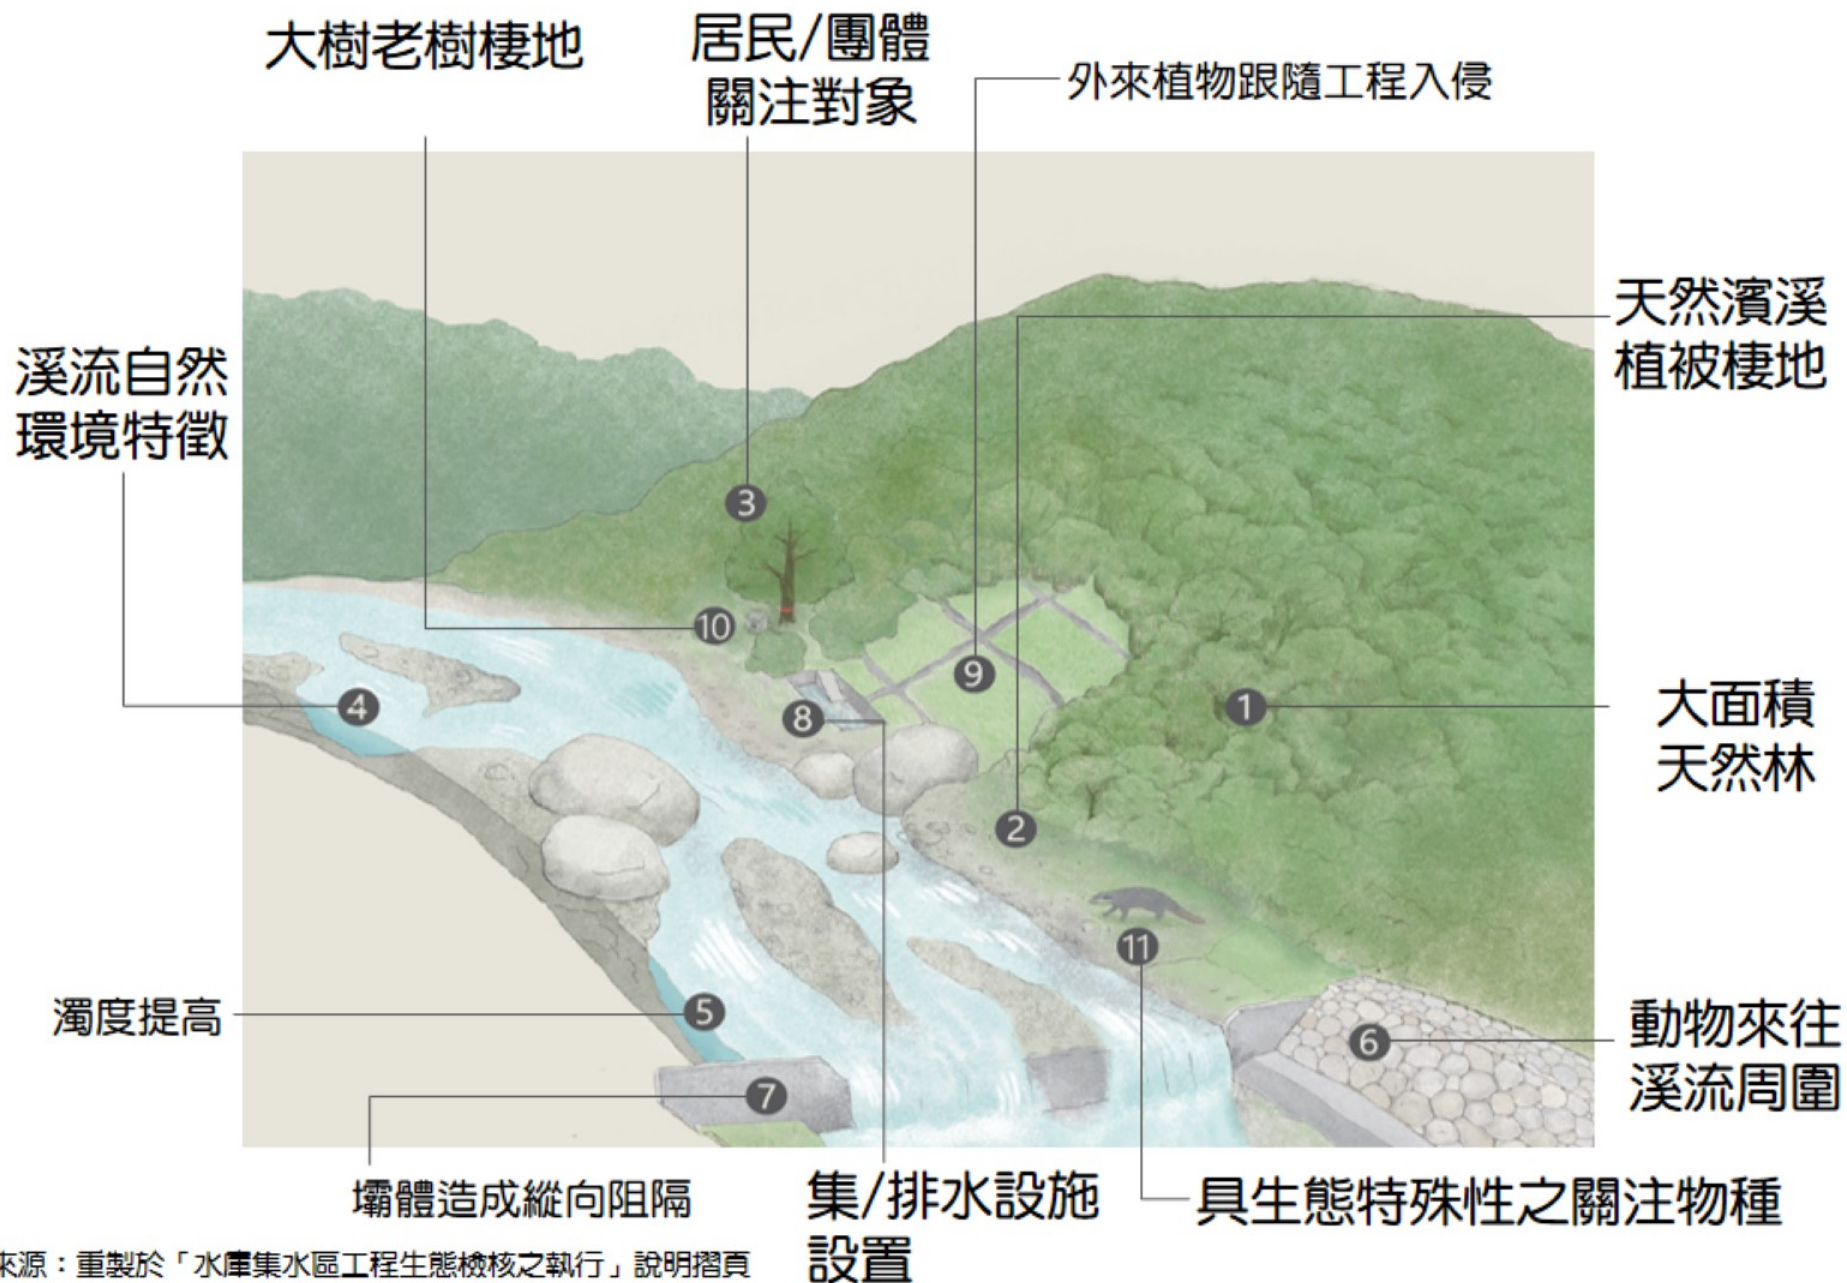 大樹老樹棲地
居民/團體
關注對象
外來植物跟隨工程入侵
天然濱溪
植被棲地
溪流自然
環境特徵
3
10
9
4
8
1
大面積
天然林
2
11
濁度提高
5
6
動物來往
溪流周圍
7
壩體造成縱向阻隔
集/排水設施
設置
具生態特殊性之關注物種
來源：重製於「水庫集水區工程生態檢核之執行」說明摺頁